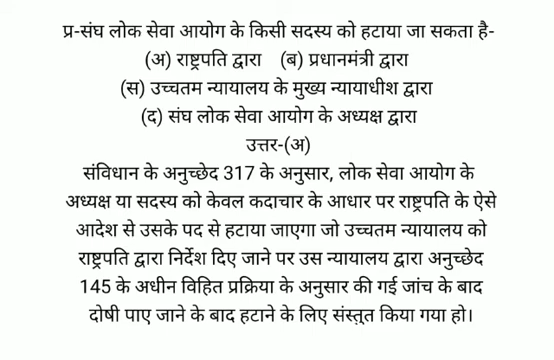 प्र-संघ लोक सेवा आयोग के किसी सदस्य को हटाया जा सकता है-
(अ) राष्ट्रपति द्वारा (ब) प्रधानमंत्री द्वारा
(स) उच्चतम न्यायालय के मुख्य न्यायाधीश द्वारा
(द) संघ लोक सेवा आयोग के अध्यक्ष द्वारा
उत्तर-(अ)
संविधान के अनुच्छेद 317 के अनुसार, लोक सेवा आयोग के
अध्यक्ष या सदस्य को केवल कदाचार के आधार पर राष्ट्रपति के ऐसे
आदेश से उसके पद से हटाया जाएगा जो उच्चतम न्यायालय को
राष्ट्रपति द्वारा निर्देश दिए जाने पर उस न्यायालय द्वारा अनुच्छेद
145 के अधीन विहित प्रक्रिया के अनुसार की गई जांच के बाद
दोषी पाए जाने के बाद हटाने के लिए संस्तुत किया गया हो।